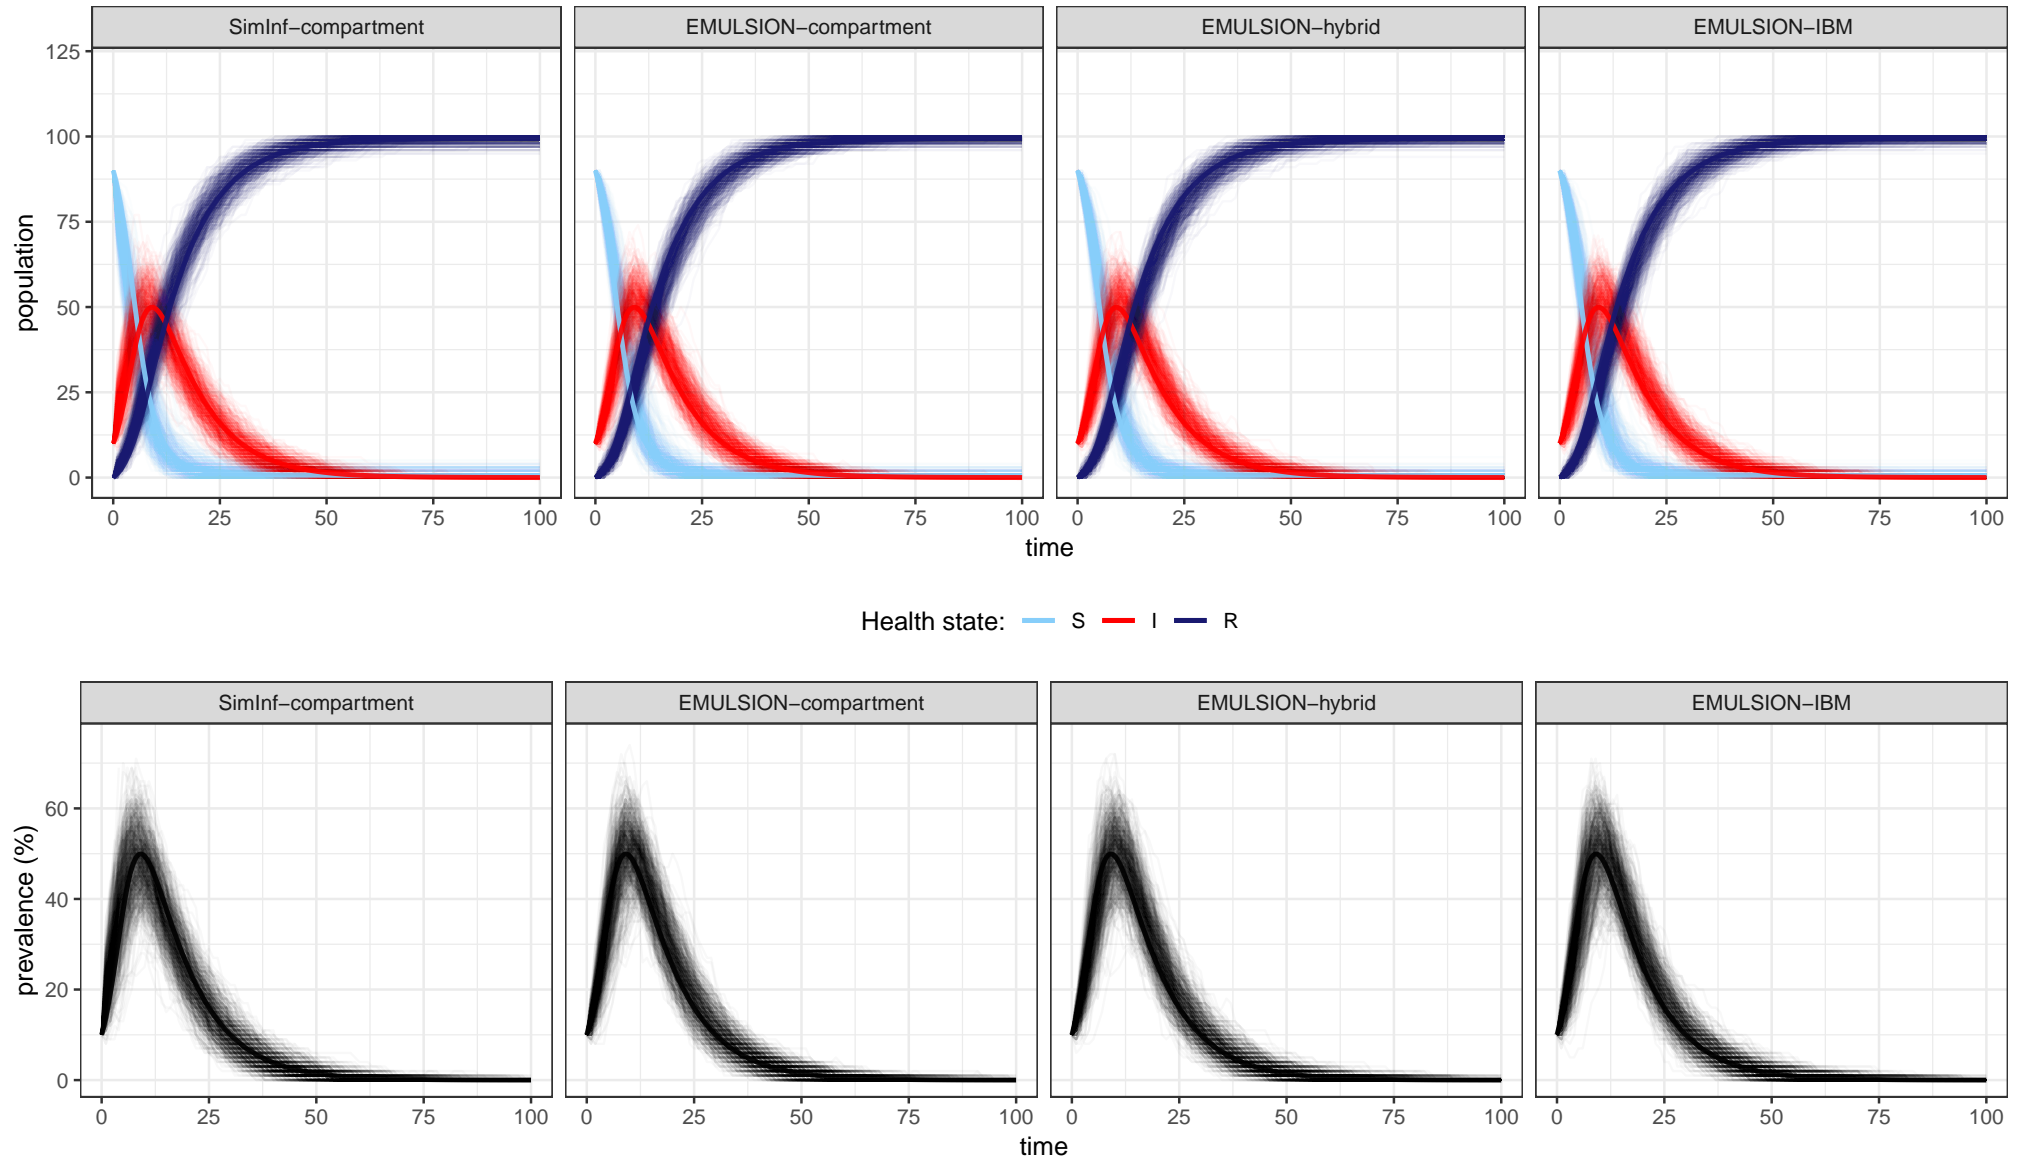 SimInf−compartment EMULSION−compartment EMULSION−hybrid EMULSION−IBM
125
100
75
50
25
0
population
0 25 50 75 100 0 25 50 75 100 0 25 50 75 100 0 25 50 75 100
time
Health state: S I R
SimInf−compartment EMULSION−compartment EMULSION−hybrid EMULSION−IBM
60
40
20
0
prevalence (%)
0 25 50 75 100 0 25 50 75 100 0 25 50 75 100 0 25 50 75 100
time